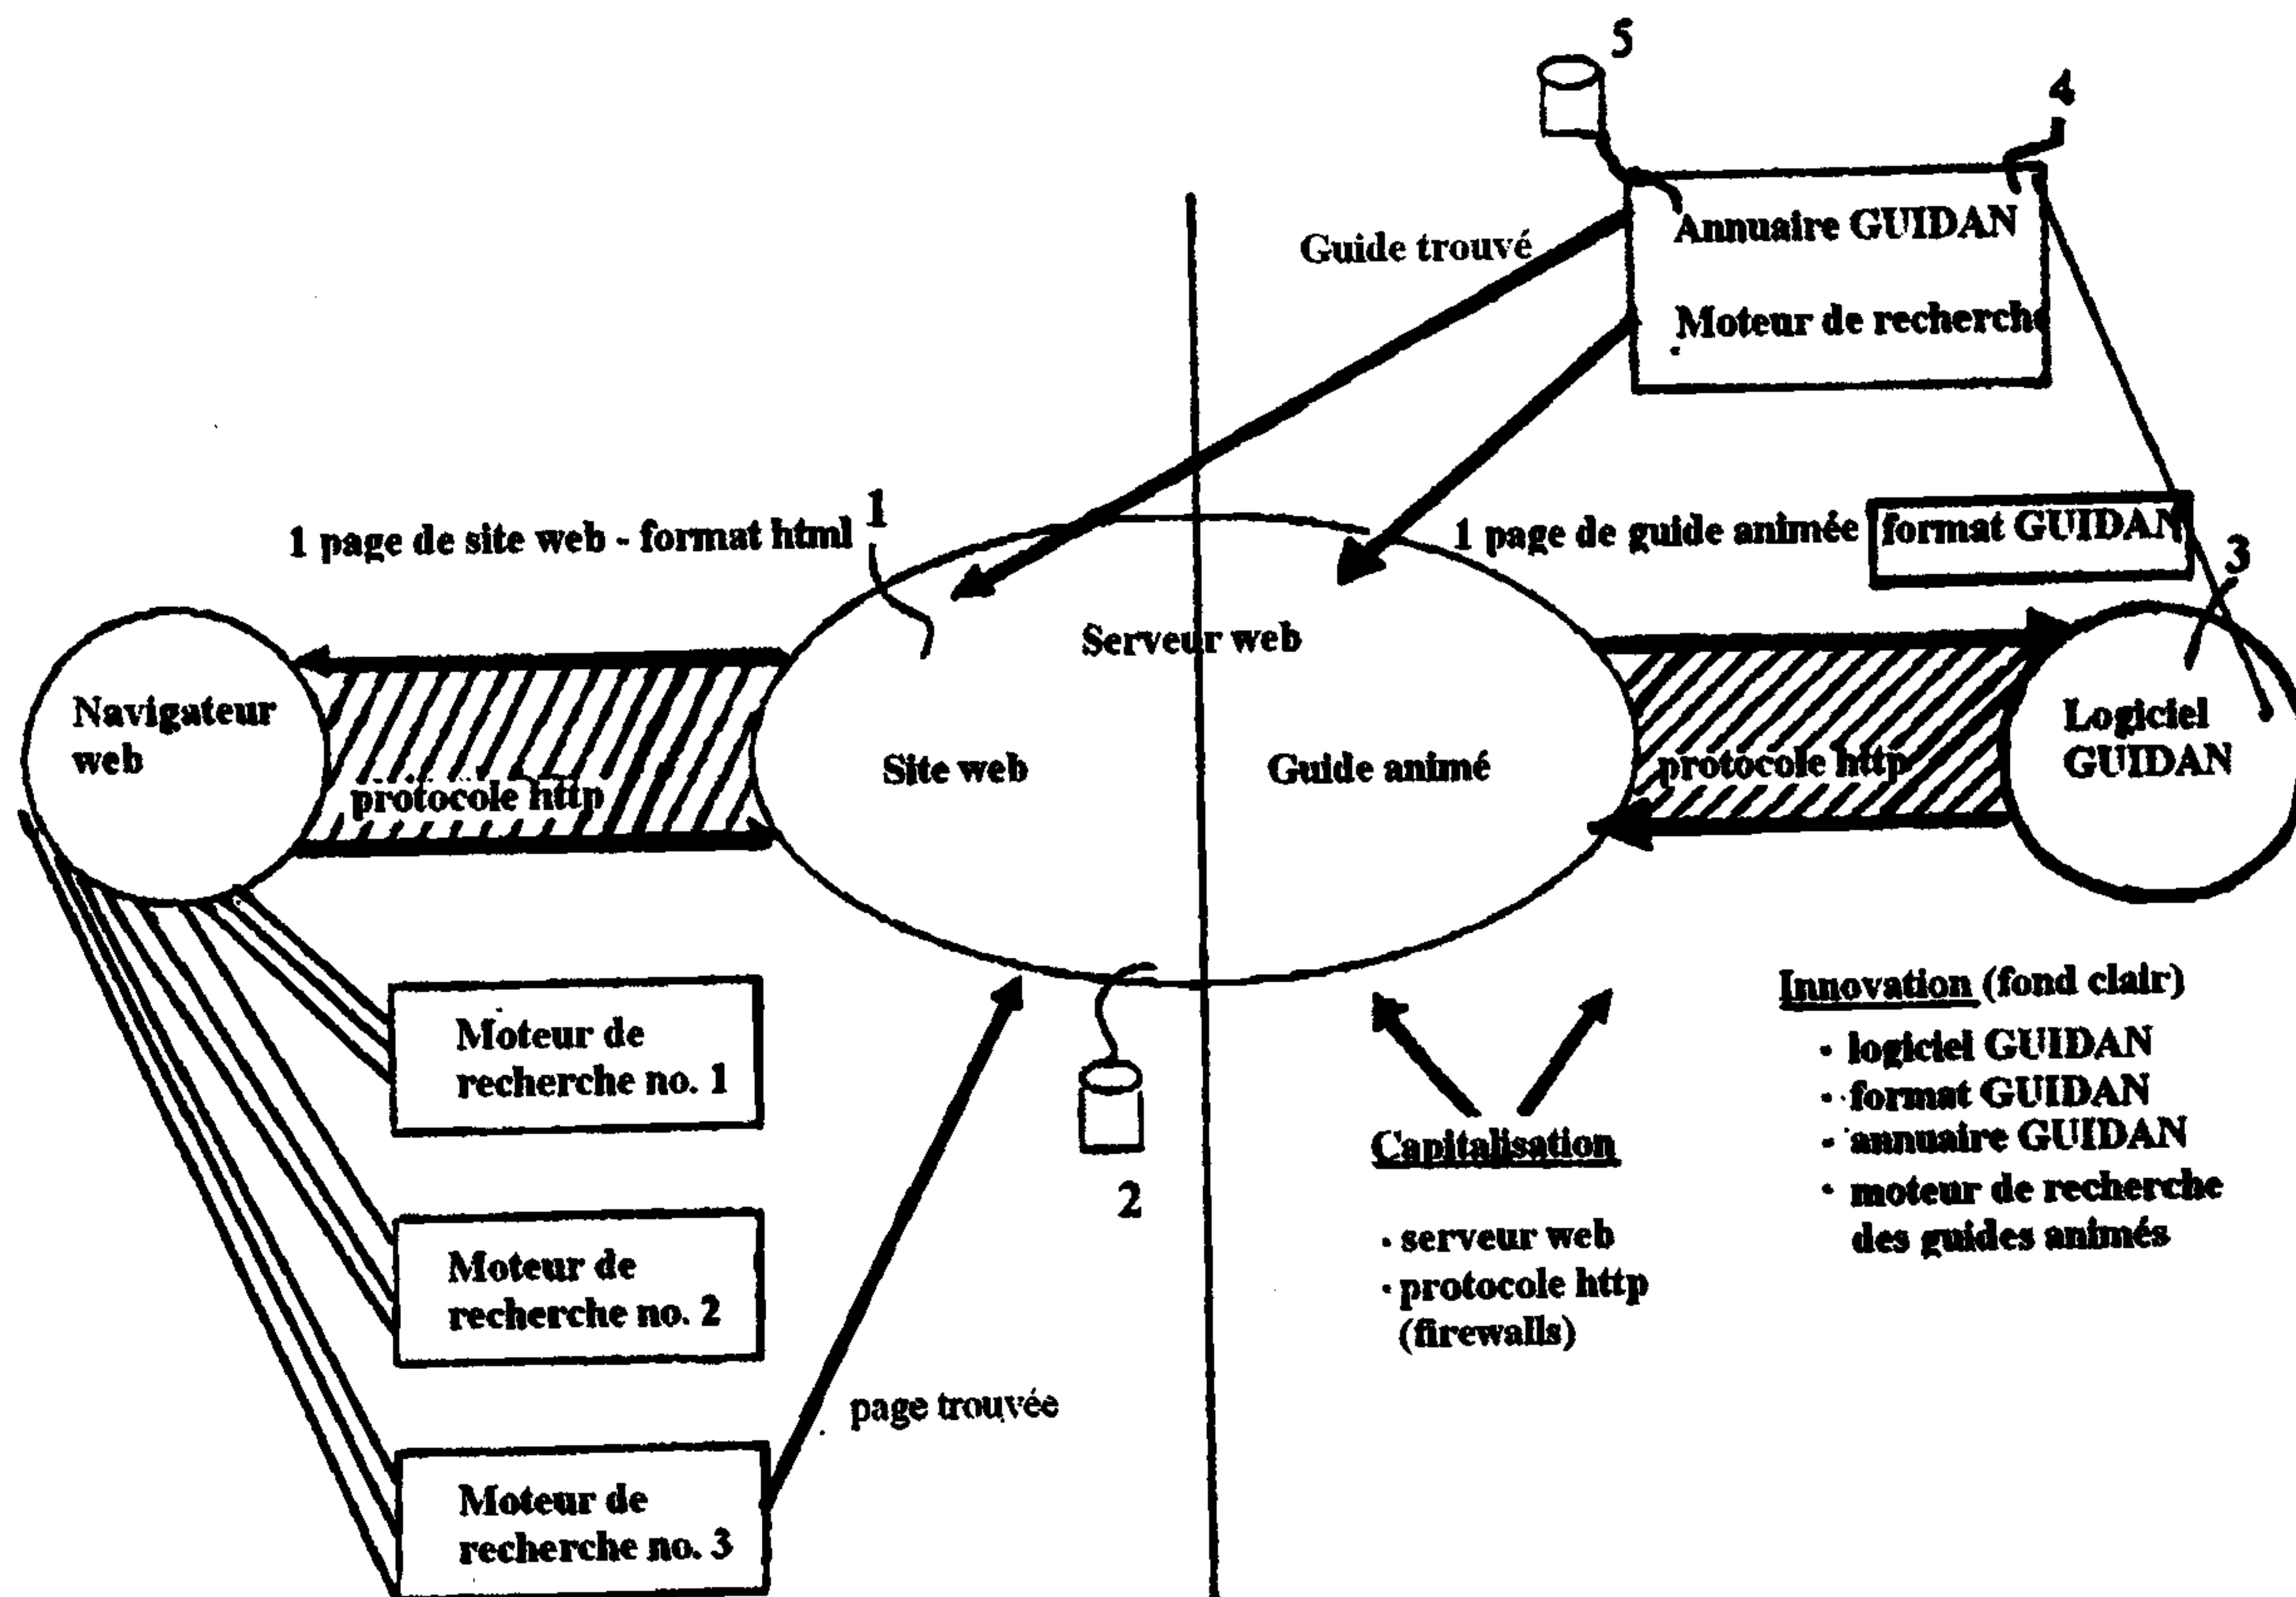 5
4
Annuaire GUIDAN
Guide trouvé
Moteur de recherche
1
1 page de site web - format html
1 page de guide animée format GUIDAN
3
Serveur web
Navigateur
web
protocole http
Site web
Guide animé
protocole http
Logiciel
GUIDAN
Moteur de
recherche no. 1
Moteur de
recherche no. 2
Moteur de
recherche no. 3
page trouvée
2
Capitalisation
· serveur web
· protocole http
(firewalls)
Innovation (fond clair)
· logiciel GUIDAN
· format GUIDAN
· annuaire GUIDAN
· moteur de recherche
des guides animés